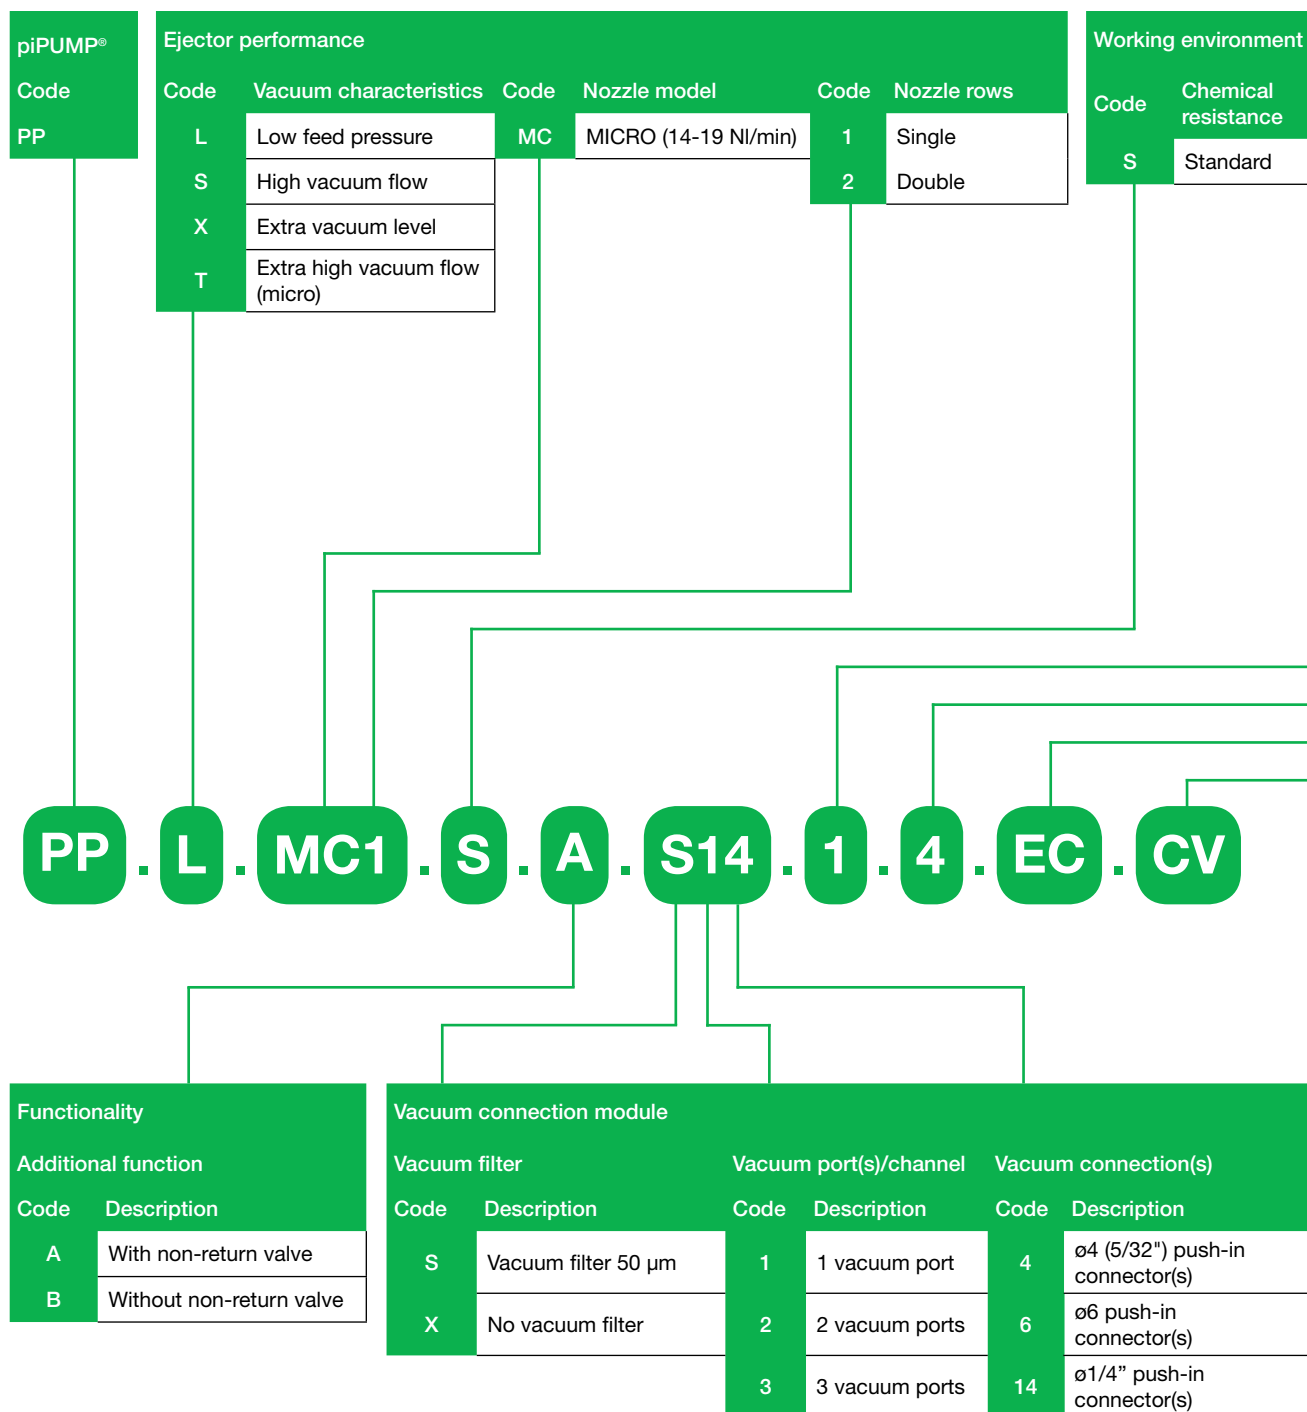 piPUMP®
Code
PP
Ejector performance
Code Vacuum characteristics Code Nozzle model Code Nozzle rows
L Low feed pressure MC MICRO (14-19 Nl/min) 1 Single
S High vacuum flow 2 Double
X Extra vacuum level
T Extra high vacuum flow
(micro)
Working environment
Code Chemical
resistance
S Standard
PP . L . MC1 . S . A . S14 . 1 . 4 . EC . CV
Functionality
Additional function
Code Description
A With non-return valve
B Without non-return valve
Vacuum connection module
Vacuum filter Vacuum port(s)/channel Vacuum connection(s)
Code Description Code Description Code Description
S Vacuum filter 50 µm 1 1 vacuum port 4 ø4 (5/32") push-in
connector(s)
X No vacuum filter 2 2 vacuum ports 6 ø6 push-in
connector(s)
3 3 vacuum ports 14 ø1/4” push-in
connector(s)